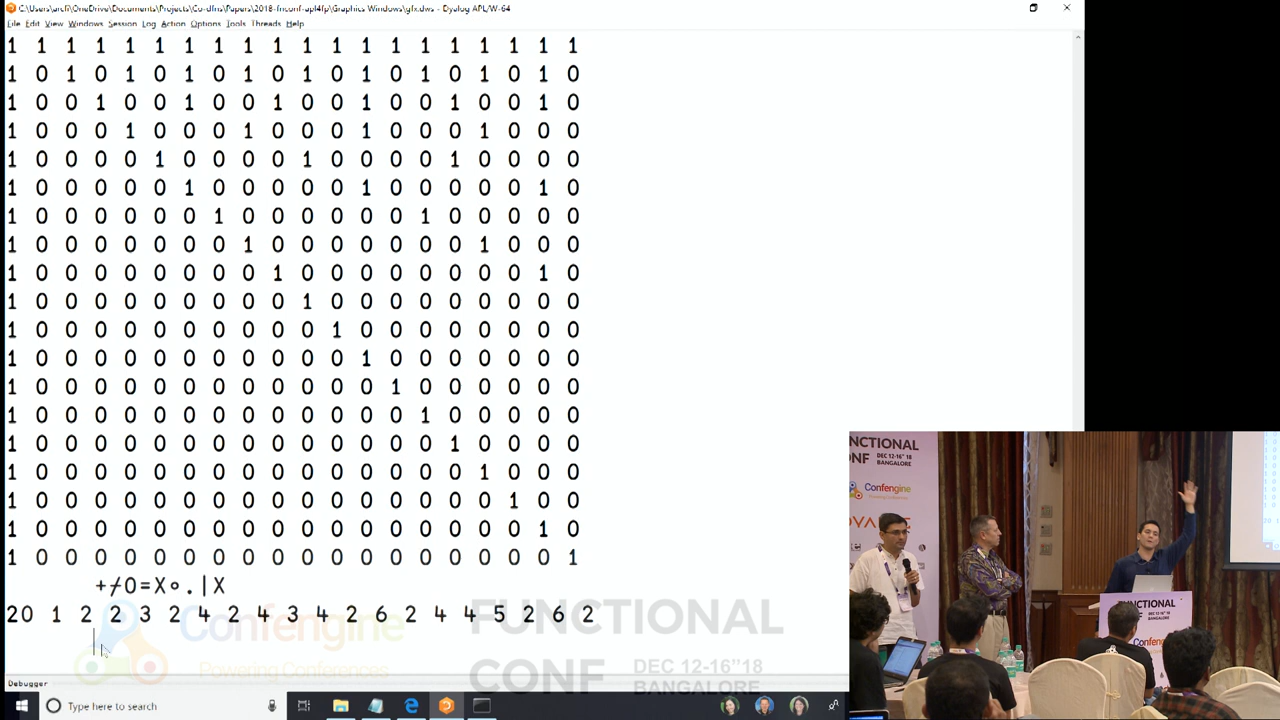 C:\Users\arcfi\OneDrive\Documents\Projects\Co-dfns\Papers\2018-fnconf-apl4fp\Graphics Windows\gfx.dws - Dyalog APL/W-64
File Edit View Windows Session Log Action Options Tools Threads Help
1 1 1 1 1 1 1 1 1 1 1 1 1 1 1 1 1 1 1 1
1 0 1 0 1 0 1 0 1 0 1 0 1 0 1 0 1 0 1 0
1 0 0 1 0 0 1 0 0 1 0 0 1 0 0 1 0 0 1 0
1 0 0 0 1 0 0 0 1 0 0 0 1 0 0 0 1 0 0 0
1 0 0 0 0 1 0 0 0 0 1 0 0 0 0 1 0 0 0 0
1 0 0 0 0 0 1 0 0 0 0 0 1 0 0 0 0 0 1 0
1 0 0 0 0 0 0 1 0 0 0 0 0 0 1 0 0 0 0 0
1 0 0 0 0 0 0 0 1 0 0 0 0 0 0 0 1 0 0 0
1 0 0 0 0 0 0 0 0 1 0 0 0 0 0 0 0 0 1 0
1 0 0 0 0 0 0 0 0 0 1 0 0 0 0 0 0 0 0 0
1 0 0 0 0 0 0 0 0 0 0 1 0 0 0 0 0 0 0 0
1 0 0 0 0 0 0 0 0 0 0 0 1 0 0 0 0 0 0 0
1 0 0 0 0 0 0 0 0 0 0 0 0 1 0 0 0 0 0 0
1 0 0 0 0 0 0 0 0 0 0 0 0 0 1 0 0 0 0 0
1 0 0 0 0 0 0 0 0 0 0 0 0 0 0 1 0 0 0 0
1 0 0 0 0 0 0 0 0 0 0 0 0 0 0 0 1 0 0 0
1 0 0 0 0 0 0 0 0 0 0 0 0 0 0 0 0 1 0 0
1 0 0 0 0 0 0 0 0 0 0 0 0 0 0 0 0 0 1 0
1 0 0 0 0 0 0 0 0 0 0 0 0 0 0 0 0 0 0 1
+⌿0=X∘.|X
20 1 2 2 3 2 4 2 4 3 4 2 6 2 4 4 5 2 6 2
Confengine
Powering Conferences
FUNCTIONAL
CONF
DEC 12-16"18
BANGALORE
Debugger
Type here to search
FUNCTIONAL
CONF
DEC 12-16" 18
BANGALORE
Confengine
FUNCTIONAL
CONF